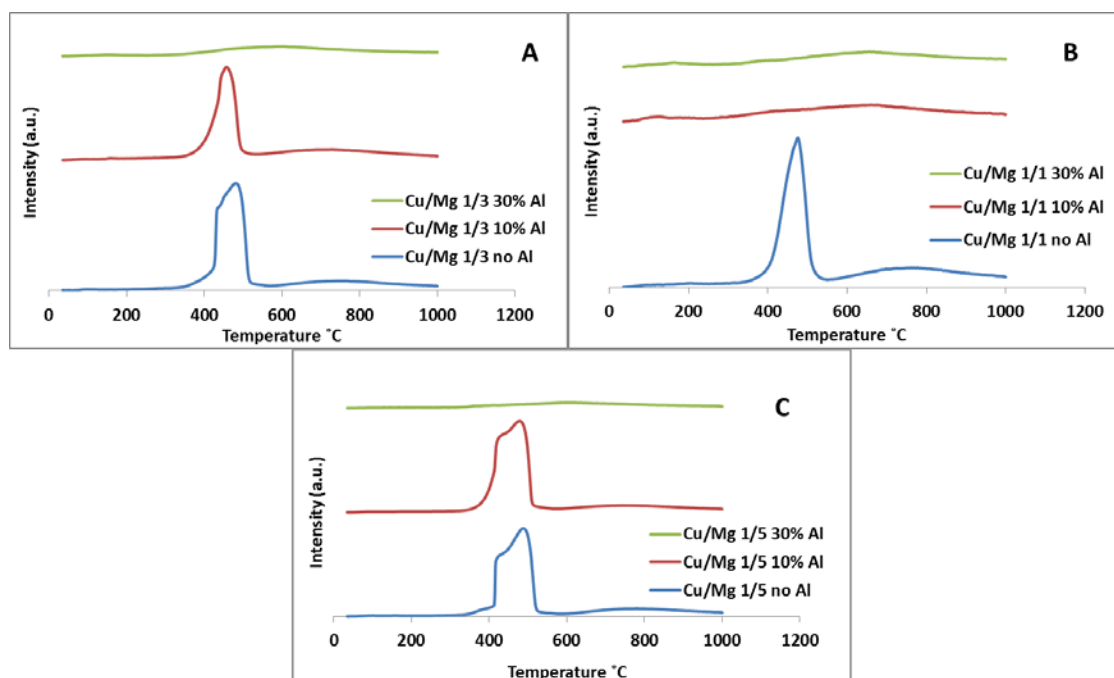 A
Intensity (a.u.)
Cu/Mg 1/3 30% Al
Cu/Mg 1/3 10% Al
Cu/Mg 1/3 no Al
0 200 400 600 800 1000 1200
Temperature ˚C
B
Intensity (a.u.)
Cu/Mg 1/1 30% Al
Cu/Mg 1/1 10% Al
Cu/Mg 1/1 no Al
0 200 400 600 800 1000 1200
Temperature ˚C
C
Intensity (a.u.)
Cu/Mg 1/5 30% Al
Cu/Mg 1/5 10% Al
Cu/Mg 1/5 no Al
0 200 400 600 800 1000 1200
Temperature ˚C